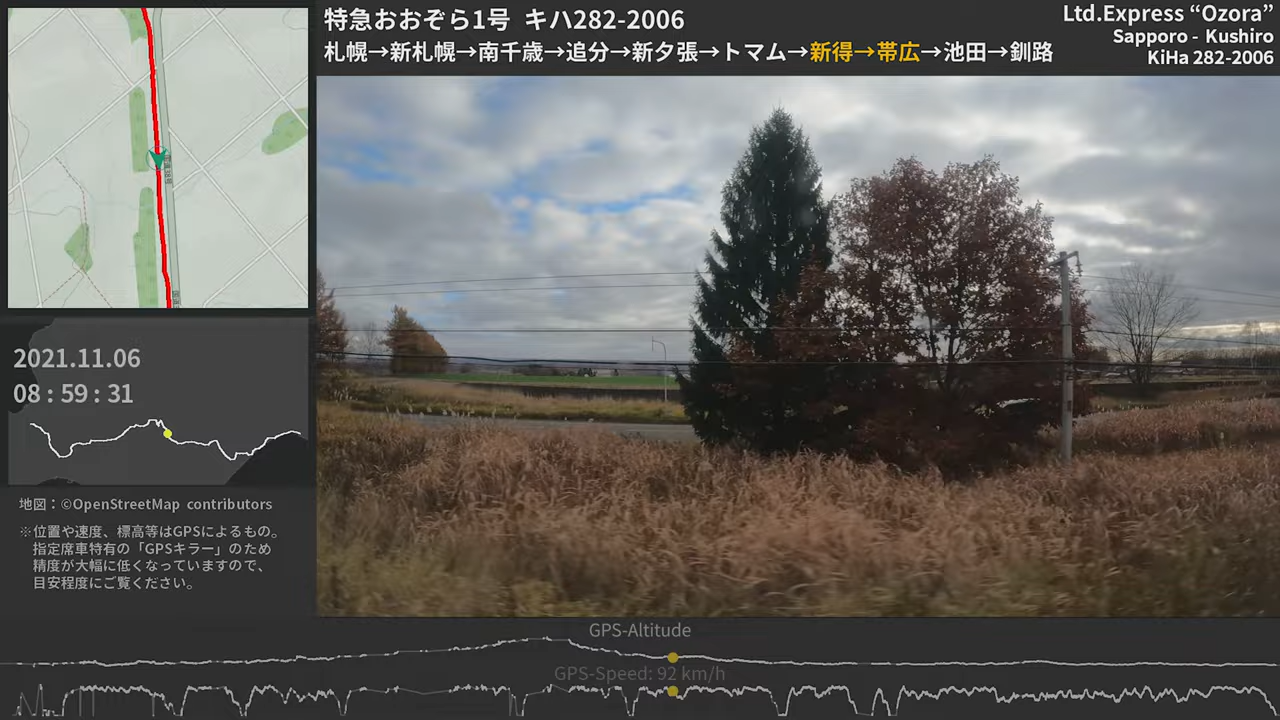 特急おおぞら1号 キハ282-2006
札幌→新札幌→南千歳→追分→新夕張→トマム→新得→帯広→池田→釧路
Ltd.Express “Ozora”
Sapporo - Kushiro
KiHa 282-2006
2021.11.06
08:59:31
地図：©OpenStreetMap contributors
※位置や速度、標高等はGPSによるもの。
指定席車特有の「GPSキラー」のため
精度が大幅に低くなっていますので、
目安程度にご覧ください。
GPS-Altitude
GPS-Speed: 92 km/h